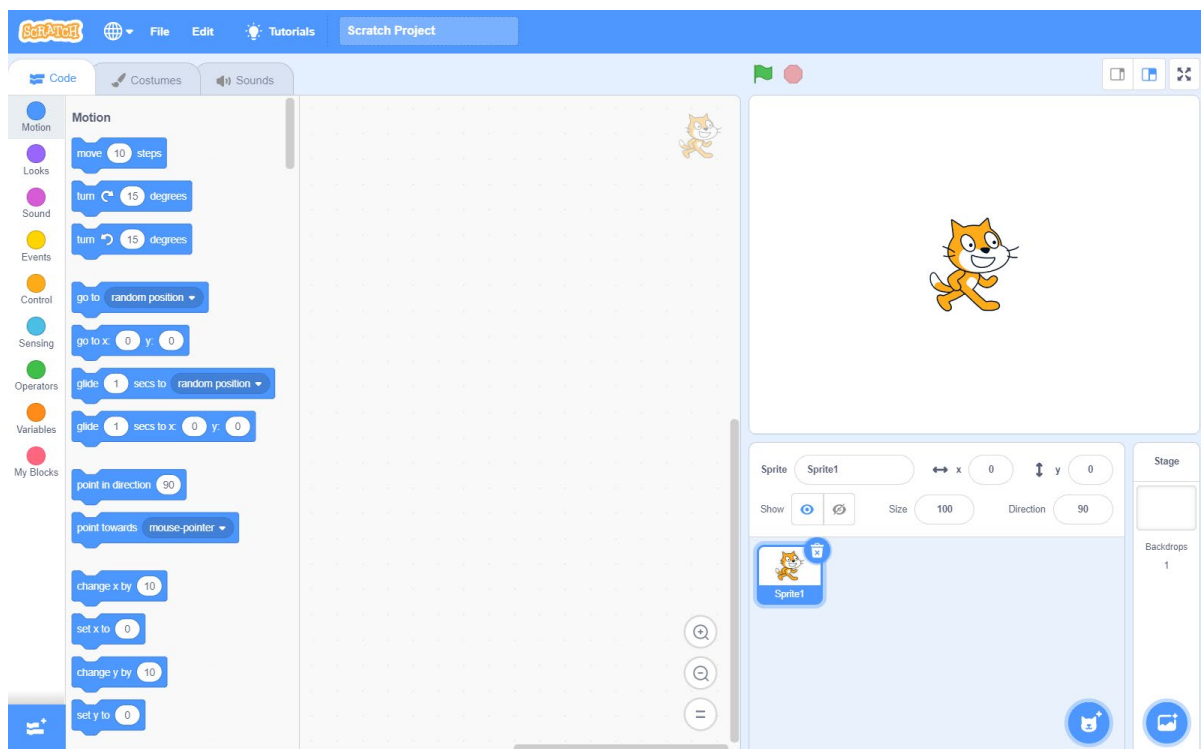 SCRATCH File Edit Tutorials Scratch Project
Code Costumes Sounds
Motion
Looks
Sound
Events
Control
Sensing
Operators
Variables
My Blocks
Motion
move 10 steps
turn 15 degrees
turn 15 degrees
go to random position
go to x: 0 y: 0
glide 1 secs to random position
glide 1 secs to x: 0 y: 0
point in direction 90
point towards mouse-pointer
change x by 10
set x to 0
change y by 10
set y to 0
Sprite Sprite1 x 0 y 0
Show Size 100 Direction 90
Sprite1
Stage
Backdrops
1